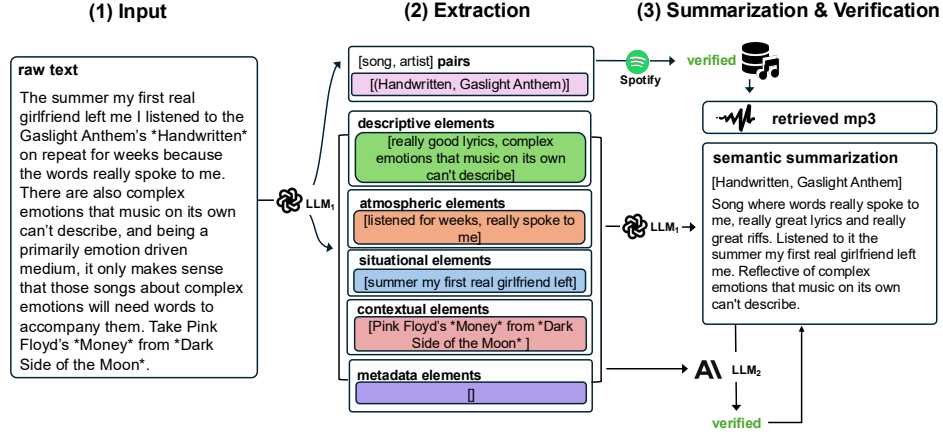 (1) Input
(2) Extraction
(3) Summarization & Verification
raw text
The summer my first real
girlfriend left me I listened to the
Gaslight Anthem's *Handwritten*
on repeat for weeks because
the words really spoke to me.
There are also complex
emotions that music on its own
can't describe, and being a
primarily emotion driven
medium, it only makes sense
that those songs about complex
emotions will need words to
accompany them. Take Pink
Floyd's *Money* from *Dark
Side of the Moon*.
LLM1
[song, artist] pairs
[(Handwritten, Gaslight Anthem)]
descriptive elements
[really good lyrics, complex
emotions that music on its own
can't describe]
atmospheric elements
[listened for weeks, really spoke to
me]
situational elements
[summer my first real girlfriend left]
contextual elements
[Pink Floyd's *Money* from *Dark
Side of the Moon* ]
metadata elements
[]
Spotify
verified
retrieved mp3
LLM1
semantic summarization
[Handwritten, Gaslight Anthem]
Song where words really spoke to
me, really great lyrics and really
great riffs. Listened to it the
summer my first real girlfriend left
me. Reflective of complex
emotions that music on its own
can't describe.
LLM2
verified